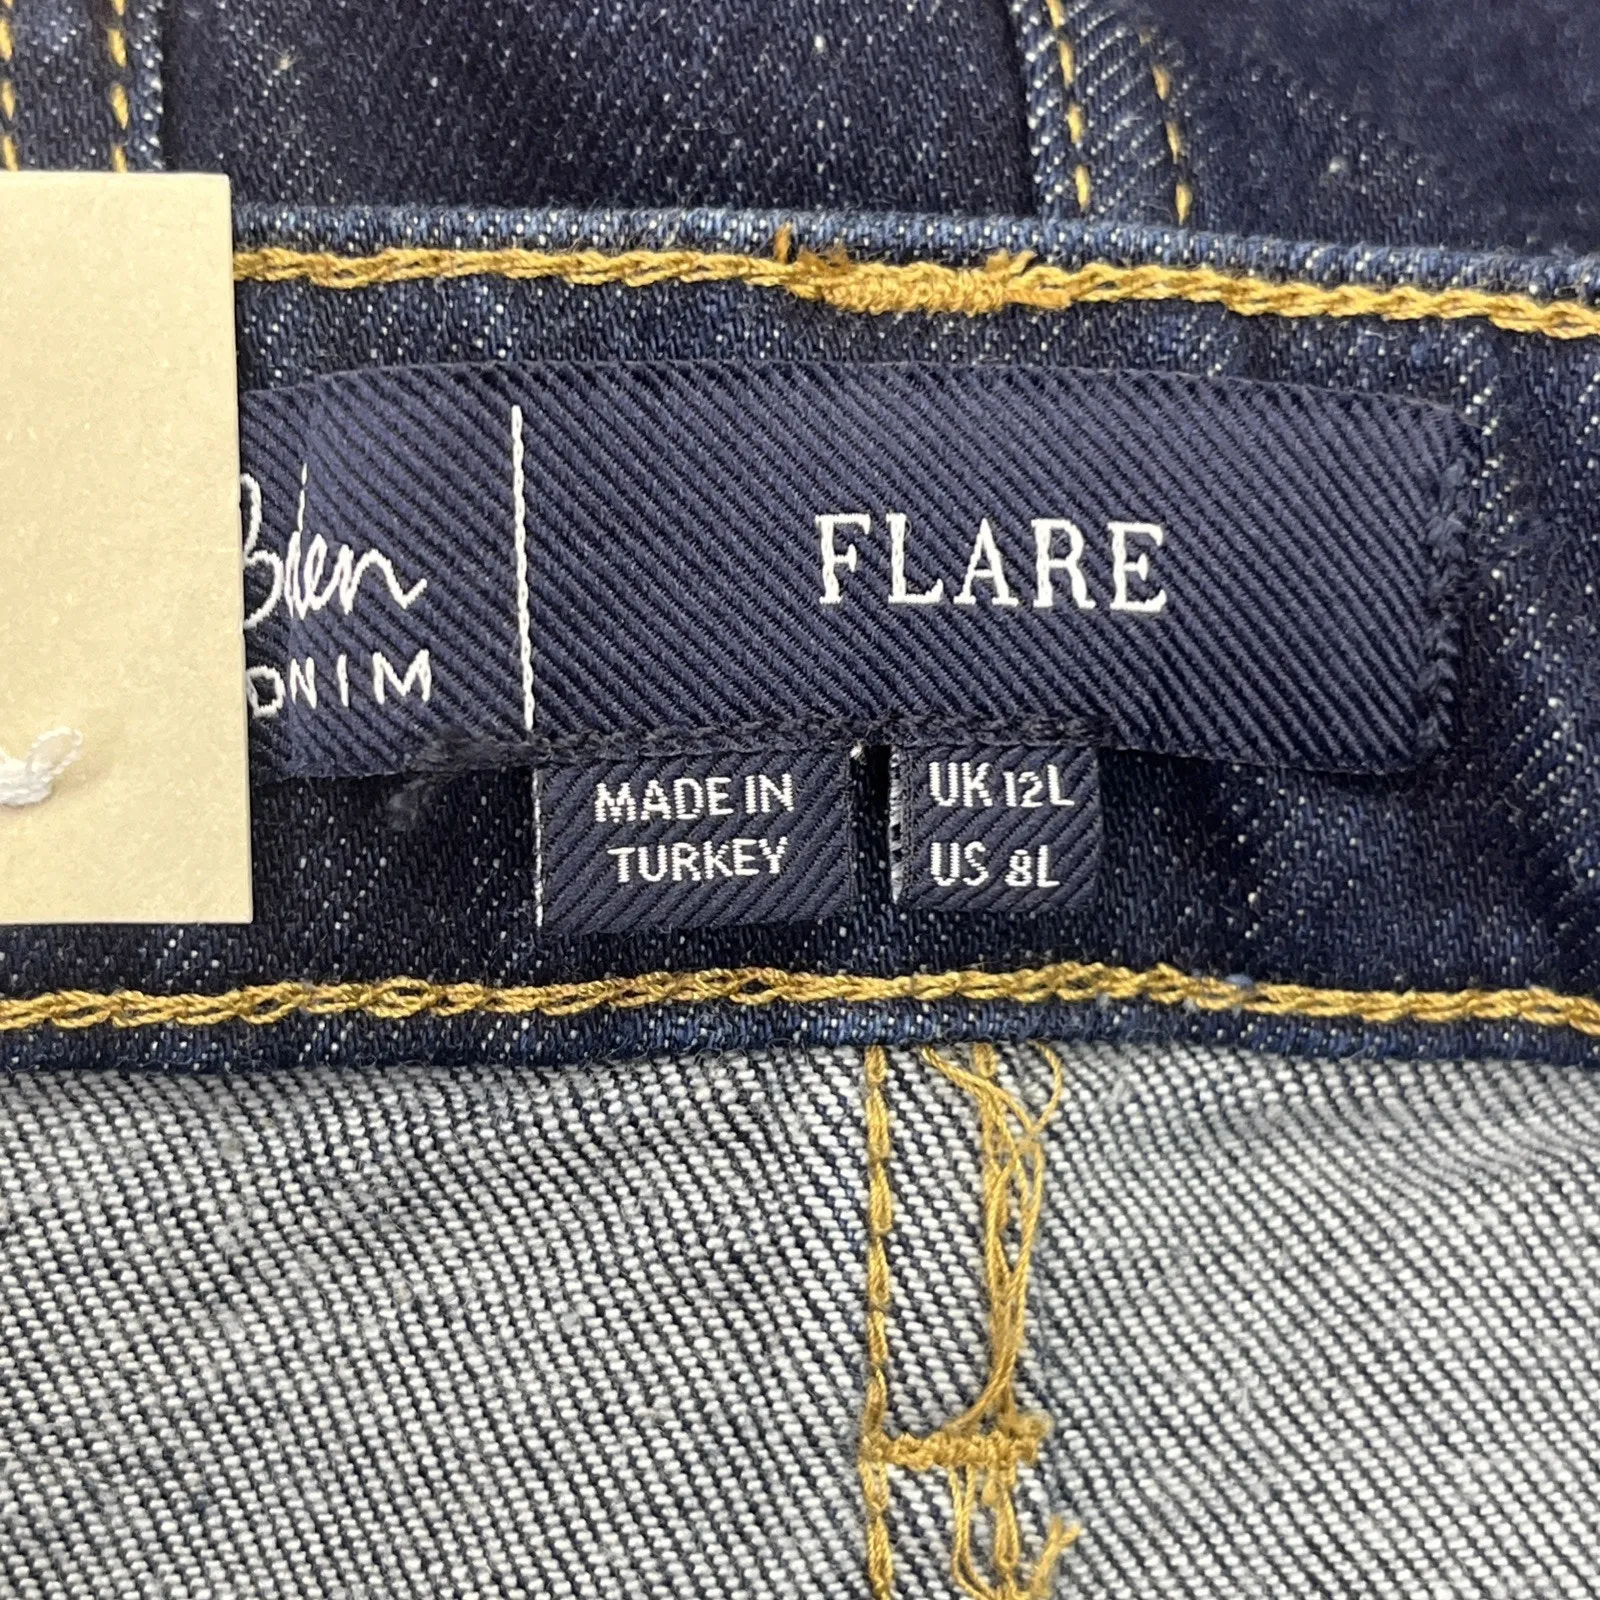 FLARE
MADE IN
TURKEY
UK 12L
US 8L